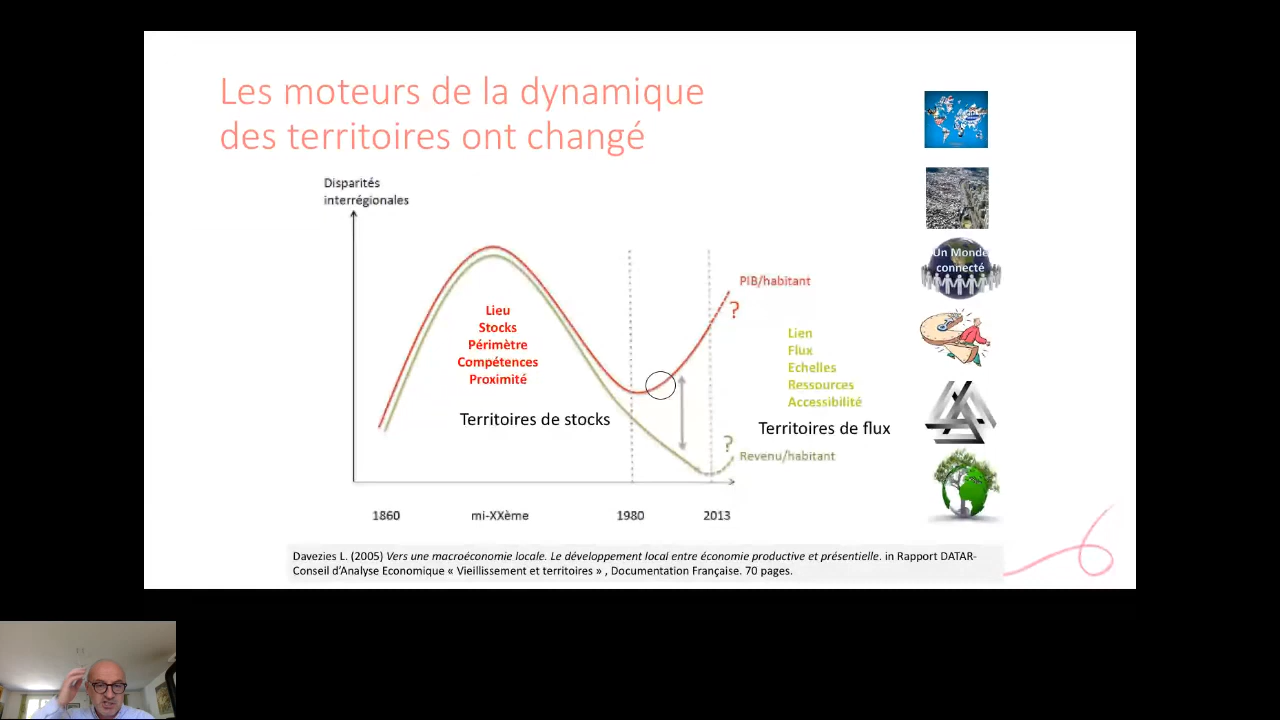 Les moteurs de la dynamique
des territoires ont changé
Disparités
interrégionales
Un Monde
connecté
PIB/habitant
?
Lieu
Stocks
Périmètre
Compétences
Proximité
Lien
Flux
Echelles
Ressources
Accessibilité
Territoires de stocks
Territoires de flux
?
Revenu/habitant
1860
mi-XXème
1980
2013
Davezies L. (2005) Vers une macroéconomie locale. Le développement local entre économie productive et présentielle. in Rapport DATAR-
Conseil d’Analyse Economique « Vieillissement et territoires » , Documentation Française. 70 pages.